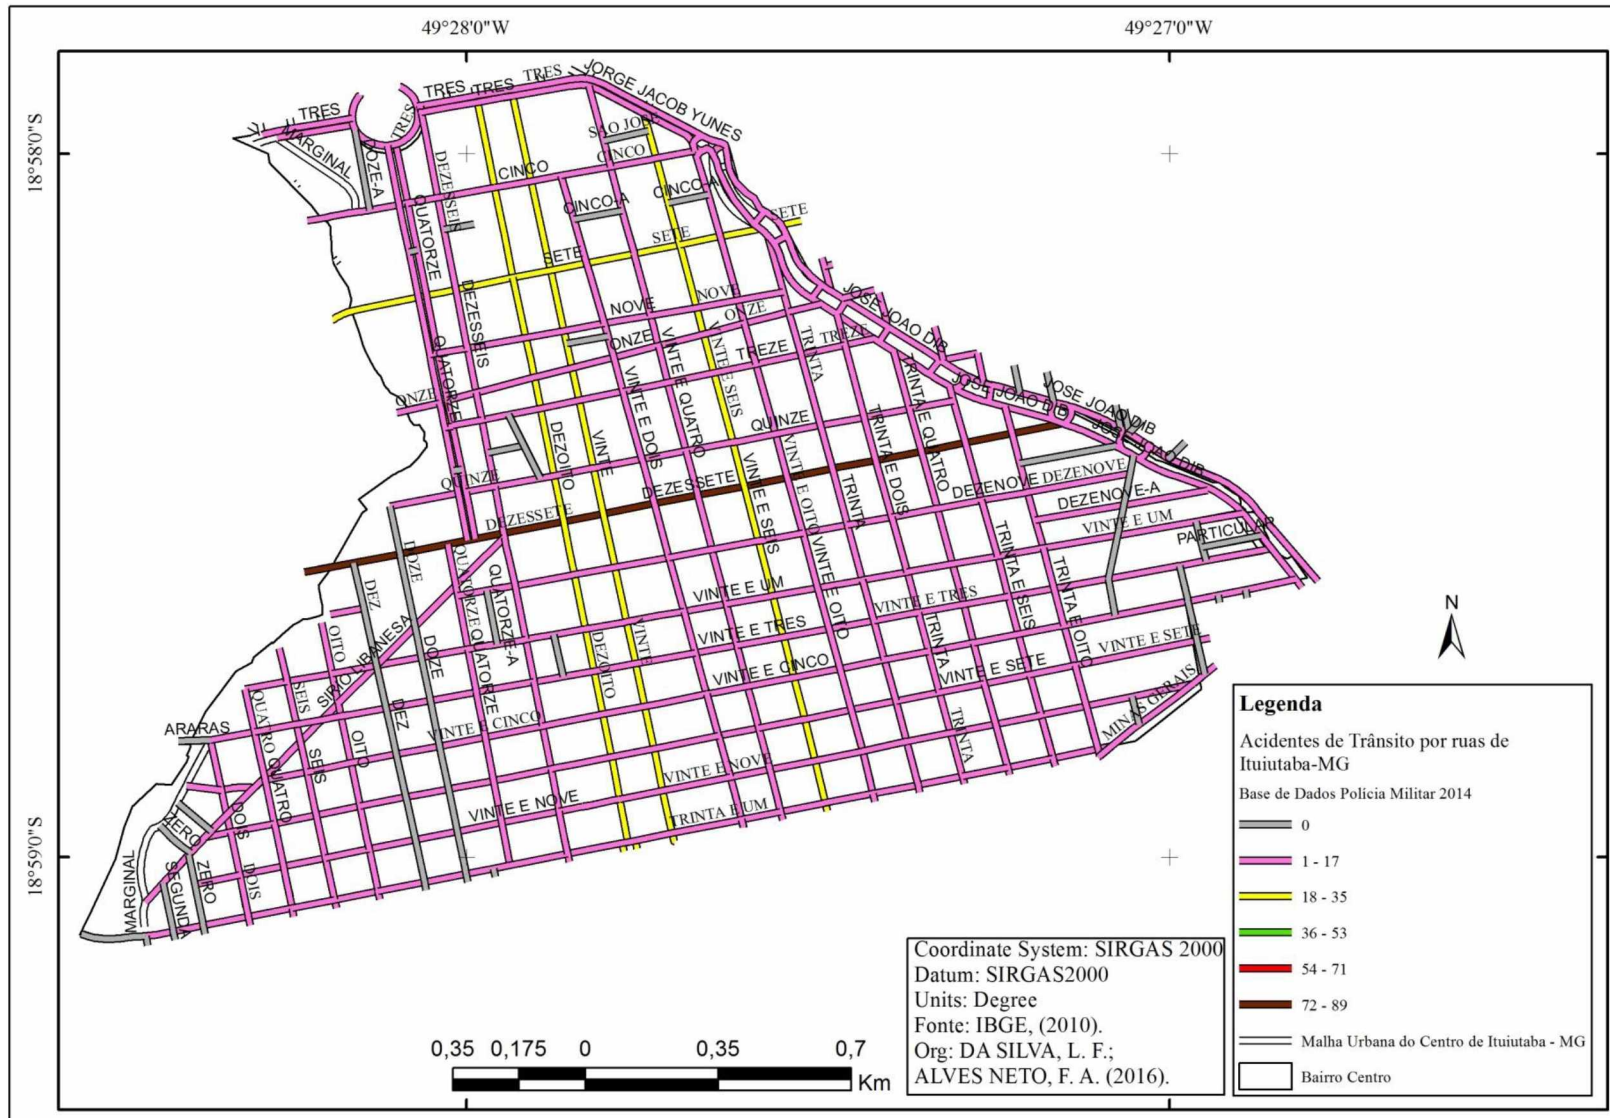 49°28'0"W
49°27'0"W
18°58'0"S
18°59'0"S
TRES
TRES
TRES
TRES
TRES
JORGE JACOB YUNES
MARGINAL
DEZESSEIS
SAO JOSE
CINCO
CINCO
CINCO-A
CINCO-A
QUATORZE
SETE
SETE
SETE
DEZESSEIS
NOVE
NOVE
ONZE
ONZE
ONZE
JOSE JOAO DIB
VINTE E QUATRO
VINTE E SEIS
TREZE
TREZE
TRINTA
QUATORZE
VINTE E DOIS
TRINTA E QUATRO
JOSE JOAO DIB
JOSE JOAO DIB
JOSE JOAO DIB
QUINZE
QUINZE
DEZOITO
VINTE
TRINTA E DOIS
DEZESSETE
DEZESSETE
VINTE E SEIS
VINTE E OITO
TRINTA
DEZENOVE
DEZENOVE
DEZENOVE-A
VINTE E UM
PARTICULAR
DOZE
DEZ
QUATORZE
QUATORZE-A
VINTE E UM
VINTE E OITO
VINTE E TRES
TRINTA E SEIS
TRINTA E OITO
OITO
SIRIO LIBANESA
DOZE
QUATORZE
DEZOITO
VINTE
VINTE E TRES
TRINTA
VINTE E SETE
VINTE E SETE
VINTE E CINCO
VINTE E CINCO
SEIS
QUATRO
DEZ
ARARAS
QUATRO
SEIS
OITO
TRINTA
MINAS GERAIS
VINTE E NOVE
VINTE E NOVE
TRINTA E UM
ZERO
DOIS
MARGINAL
SEGUNDA
ZERO
DOIS
N
Legenda
Acidentes de Trânsito por ruas de
Ituiutaba-MG
Base de Dados Policia Militar 2014
0
1 - 17
18 - 35
36 - 53
54 - 71
72 - 89
Malha Urbana do Centro de Ituiutaba - MG
Bairro Centro
Coordinate System: SIRGAS 2000
Datum: SIRGAS2000
Units: Degree
Fonte: IBGE, (2010).
Org: DA SILVA, L. F.;
ALVES NETO, F. A. (2016).
0,35 0,175 0 0,35 0,7
Km